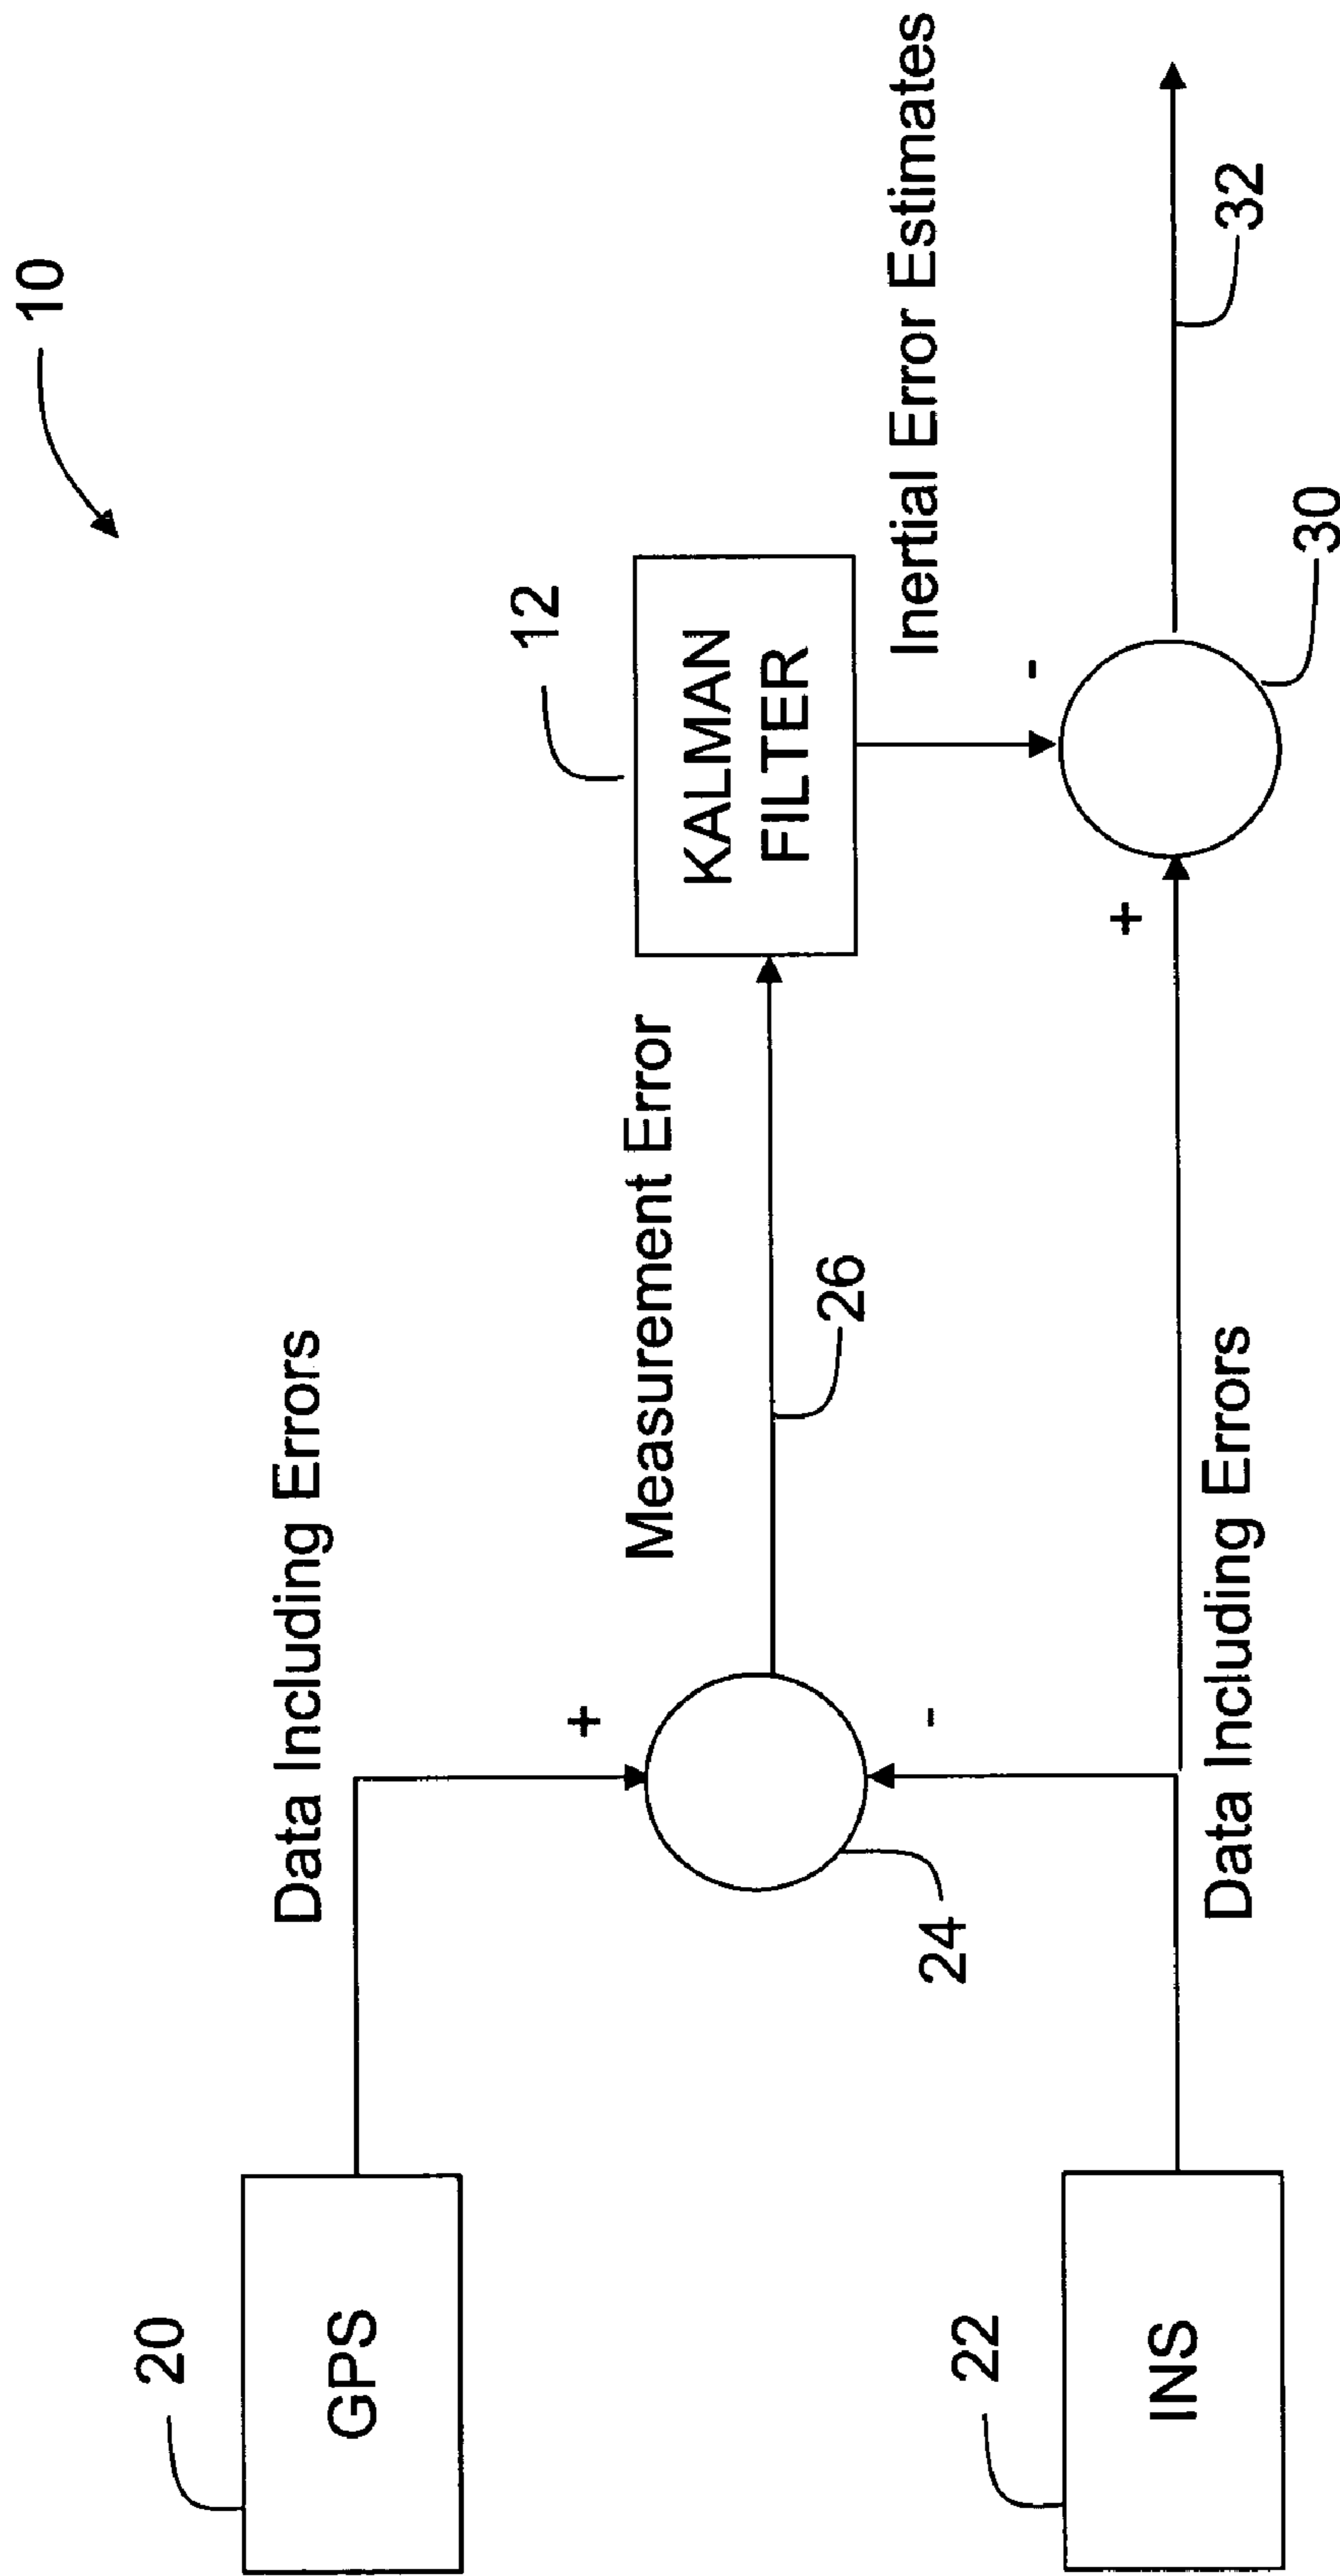 10
20
GPS
Data Including Errors
+
24
-
22
INS
Data Including Errors
Measurement Error
26
12
KALMAN
FILTER
Inertial Error Estimates
-
+
30
32